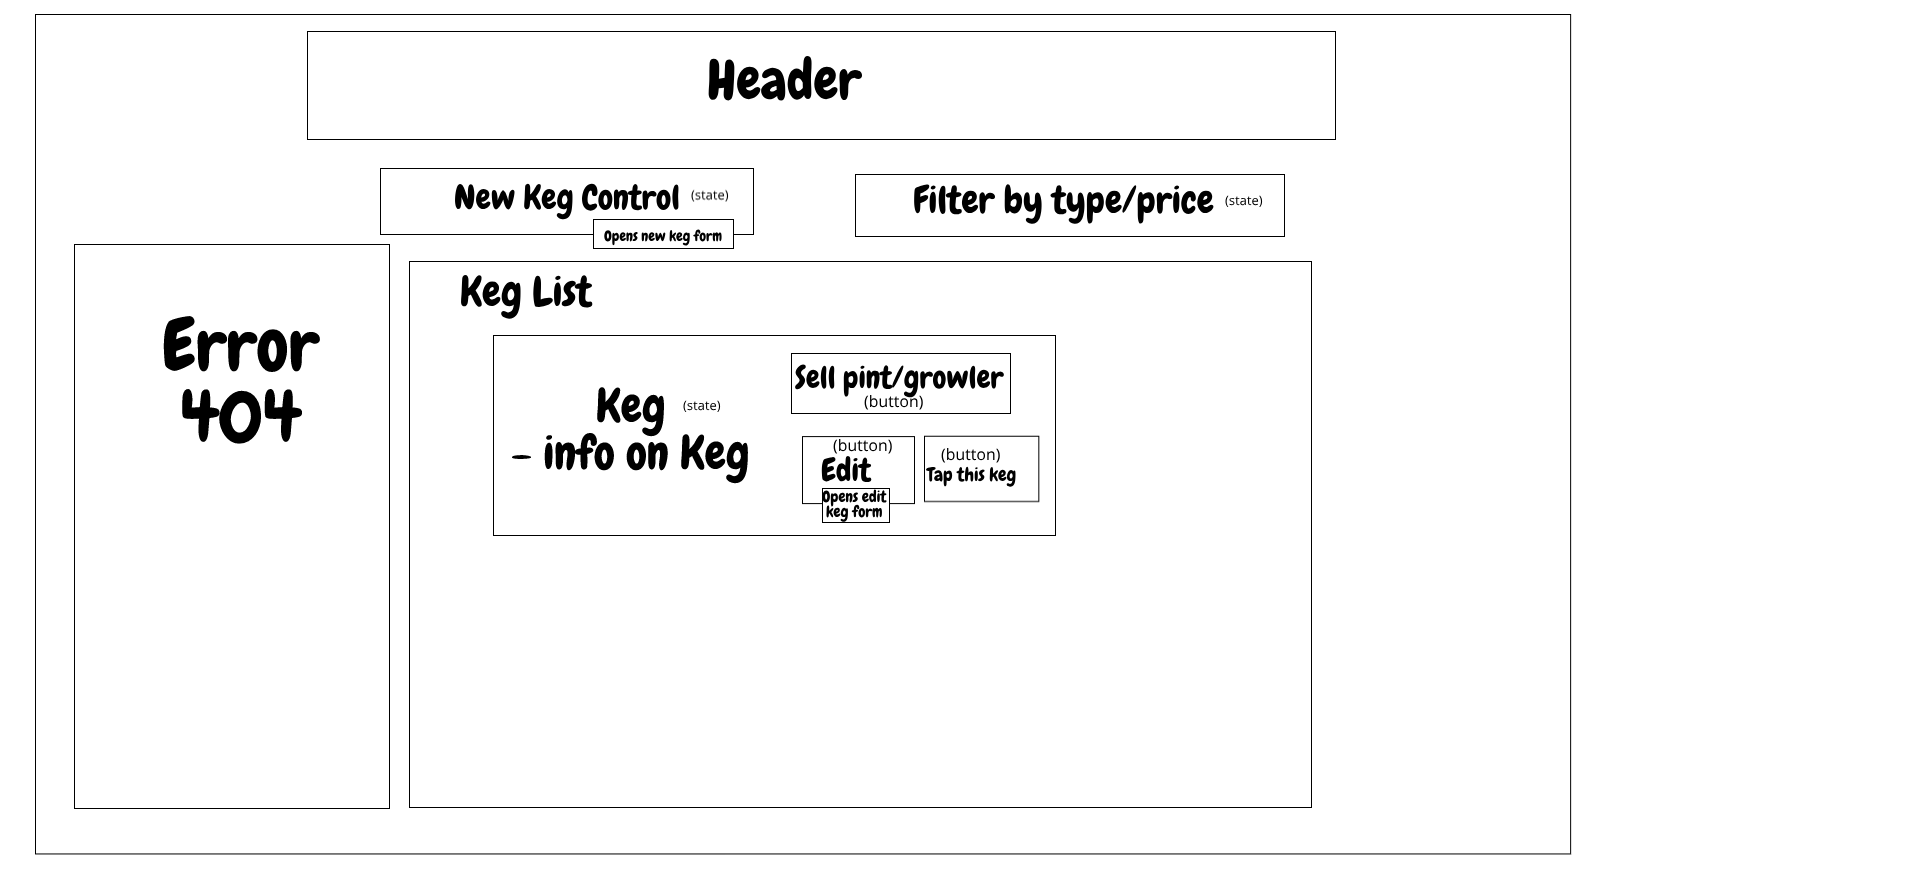 Header
New Keg Control (state)
Opens new keg form
Filter by type/price (state)
Error
404
Keg List
Keg (state)
- info on Keg
Sell pint/growler
(button)
(button)
Edit
Opens edit
keg form
(button)
Tap this keg